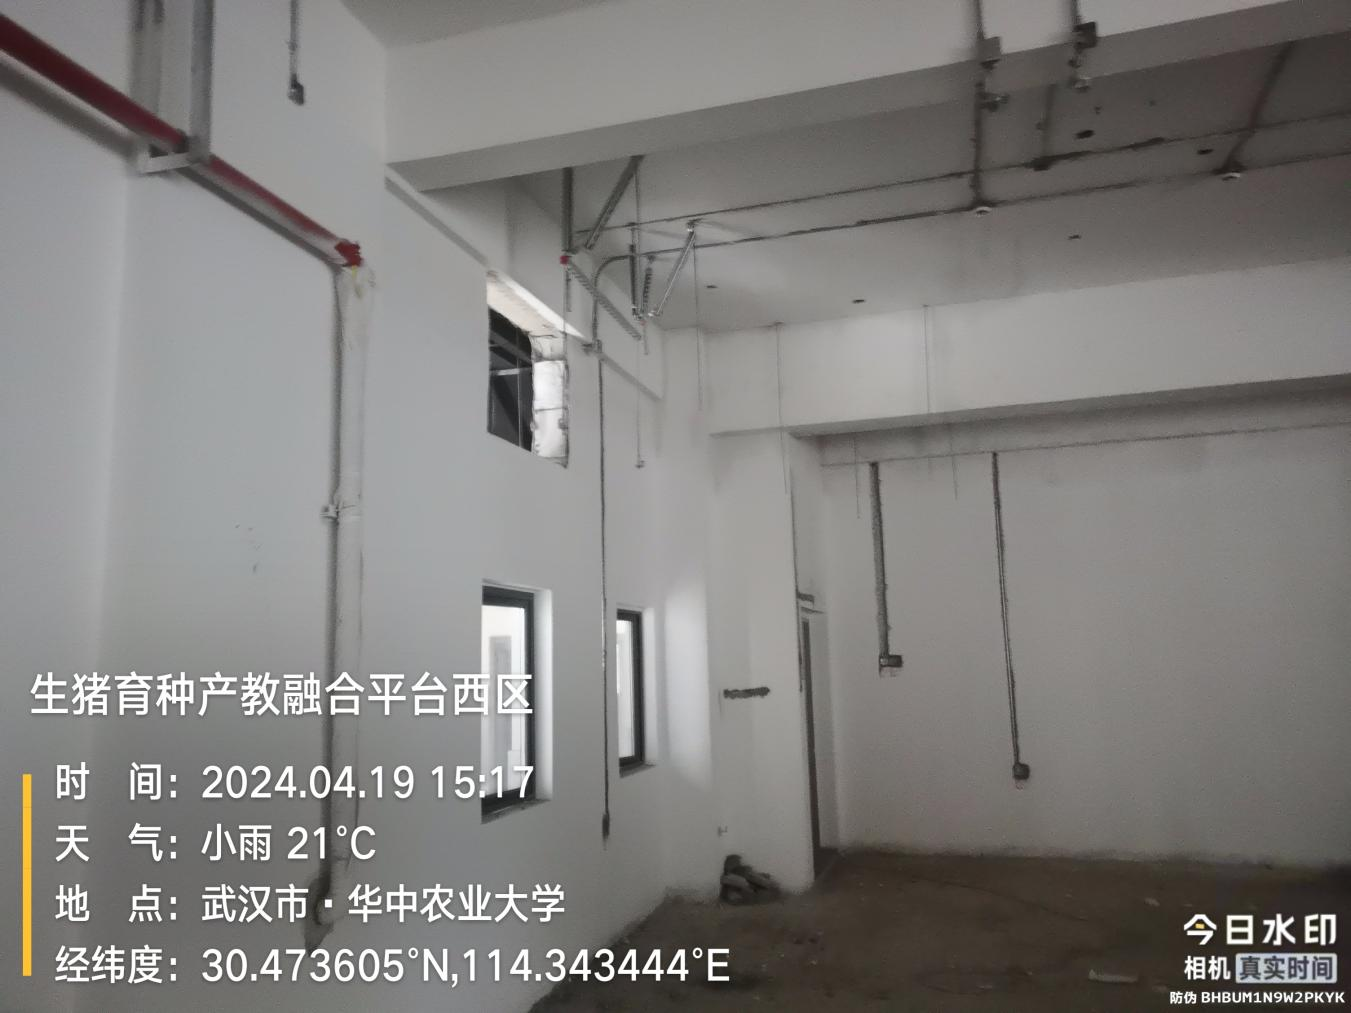 生猪育种产教融合平台西区
时 间：2024.04.19 15:17
天 气：小雨 21°C
地 点：武汉市·华中农业大学
经纬度：30.473605°N,114.343444°E
今日水印
相机 真实时间
防伪 BHBUM1N9W2PKYK